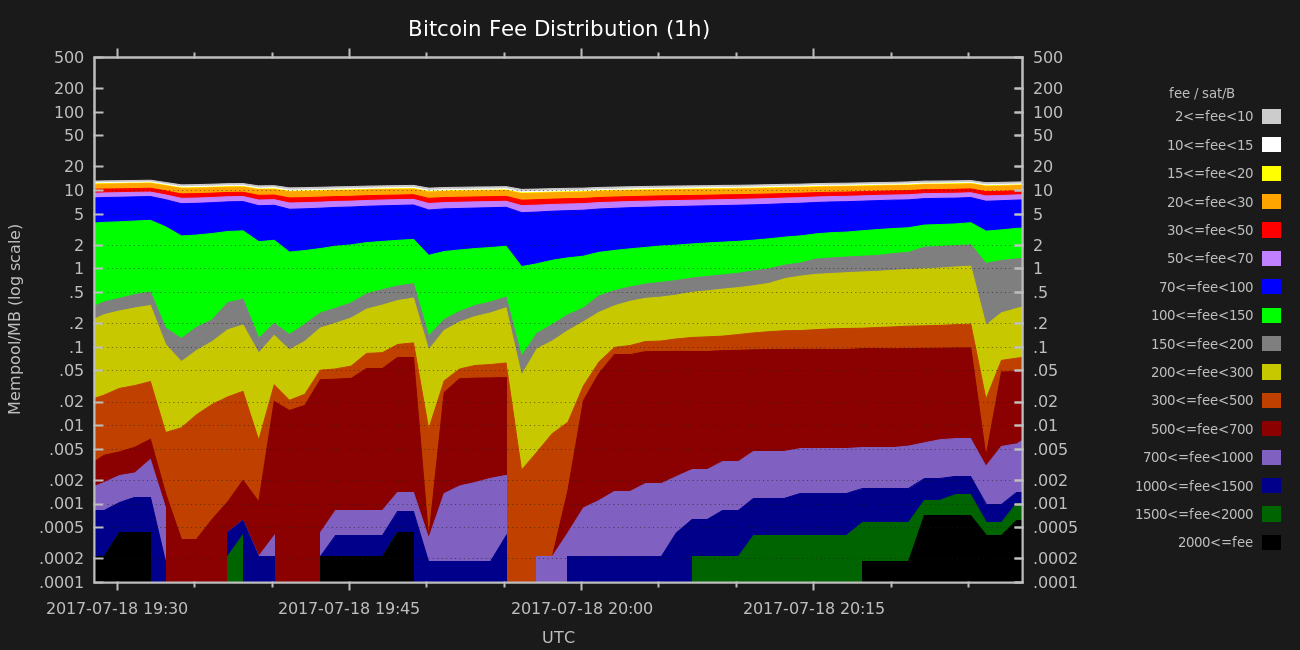 Bitcoin Fee Distribution (1h)
Mempool/MB (log scale)
500
200
100
50
20
10
5
2
1
.5
.2
.1
.05
.02
.01
.005
.002
.001
.0005
.0002
.0001
500
200
100
50
20
10
5
2
1
.5
.2
.1
.05
.02
.01
.005
.002
.001
.0005
.0002
.0001
2017-07-18 19:30
2017-07-18 19:45
2017-07-18 20:00
2017-07-18 20:15
UTC
fee / sat/B
2<=fee<10
10<=fee<15
15<=fee<20
20<=fee<30
30<=fee<50
50<=fee<70
70<=fee<100
100<=fee<150
150<=fee<200
200<=fee<300
300<=fee<500
500<=fee<700
700<=fee<1000
1000<=fee<1500
1500<=fee<2000
2000<=fee